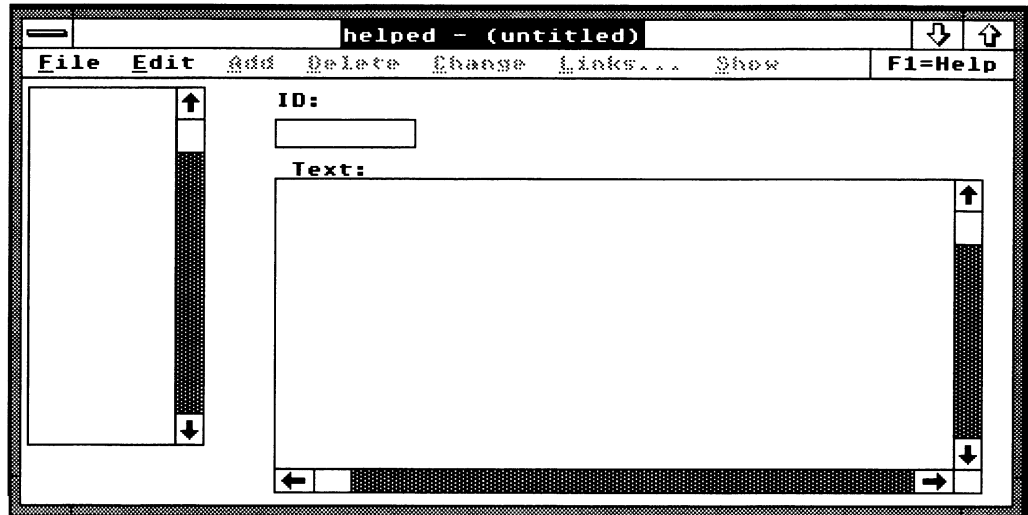 helped - (untitled)
File Edit Add Delete Change Links... Show F1=Help
ID:
Text: